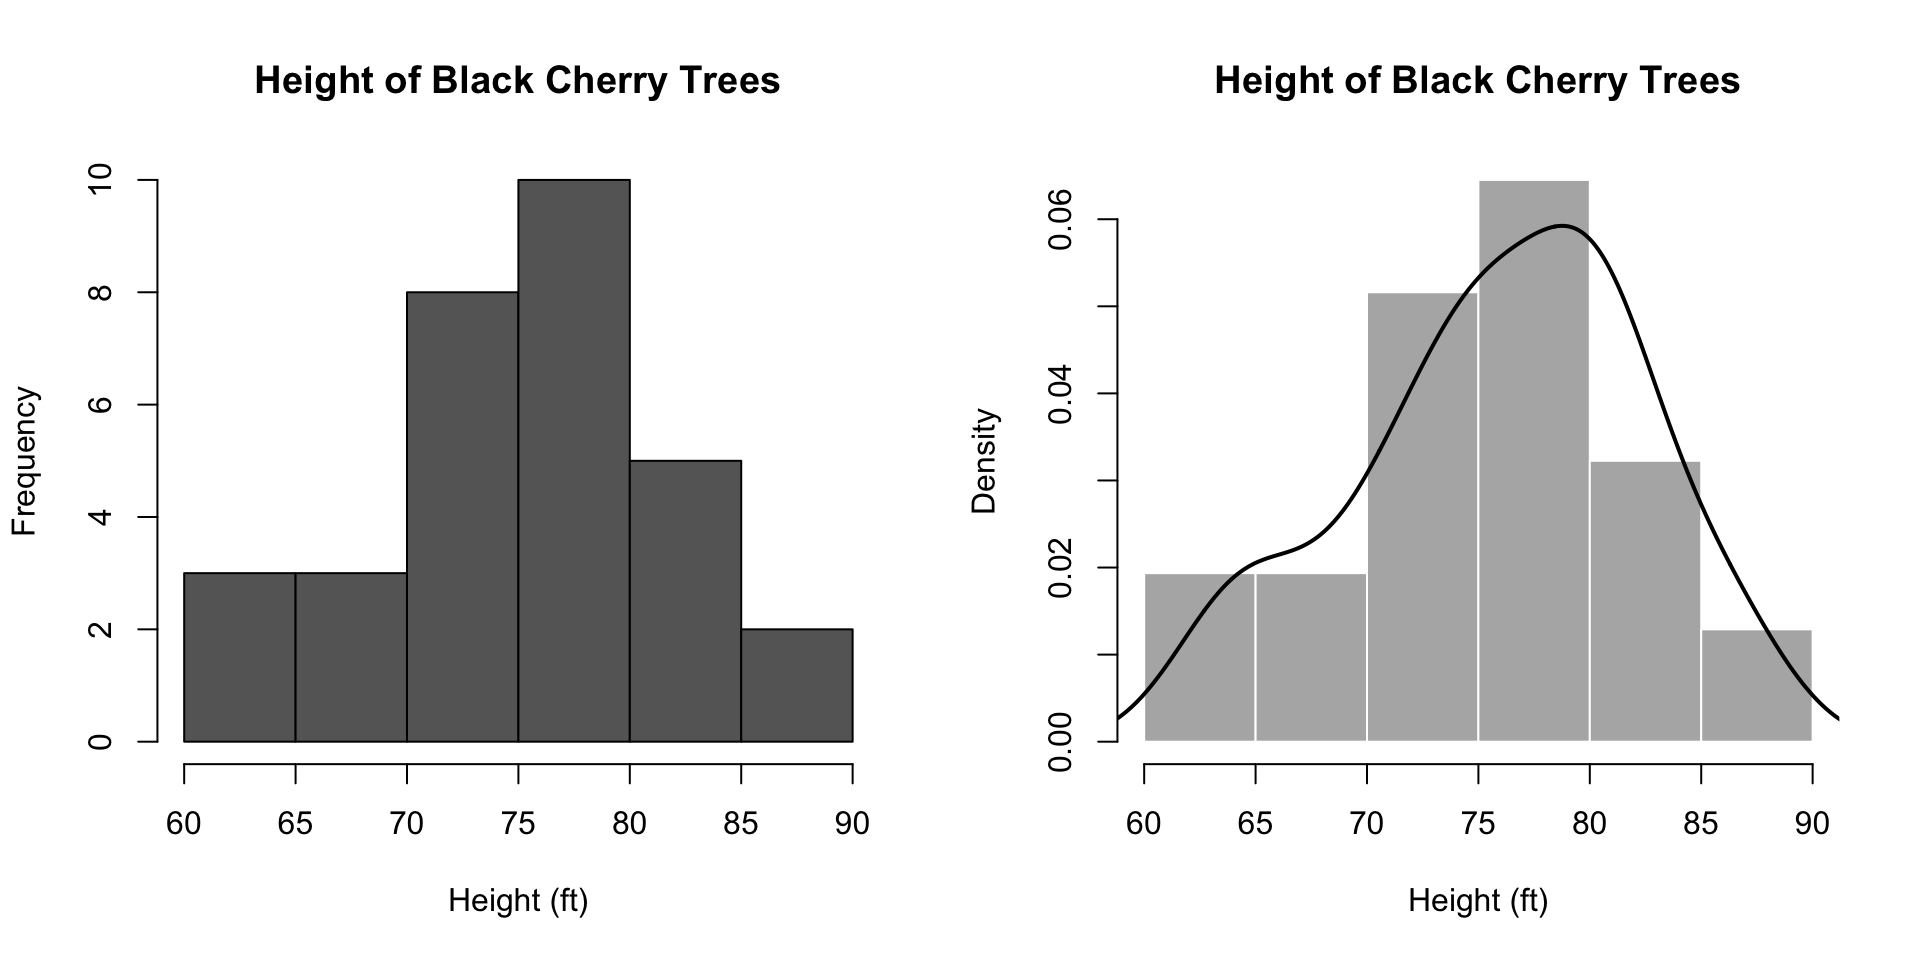 Height of Black Cherry Trees
Frequency
10
8
6
4
2
0
60 65 70 75 80 85 90
Height (ft)
Height of Black Cherry Trees
Density
0.06
0.04
0.02
0.00
60 65 70 75 80 85 90
Height (ft)